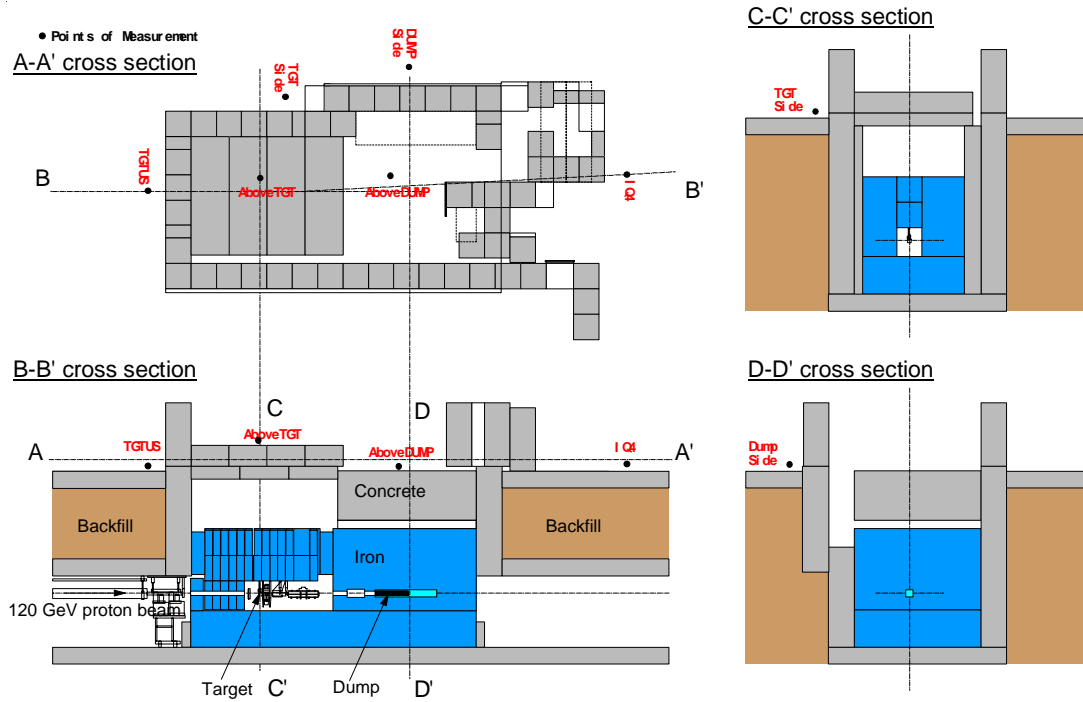 Points of Measurement
A-A' cross section
TGT
Side
DUMP
Side
TGTUS
B
Above TGT
Above DUMP
IQ4
B'
C-C' cross section
TGT
Side
B-B' cross section
C
D
A
TGTUS
Above TGT
Above DUMP
IQ4
A'
Concrete
Backfill
Backfill
Iron
120 GeV proton beam
Target
C'
Dump
D'
D-D' cross section
Dump
Side